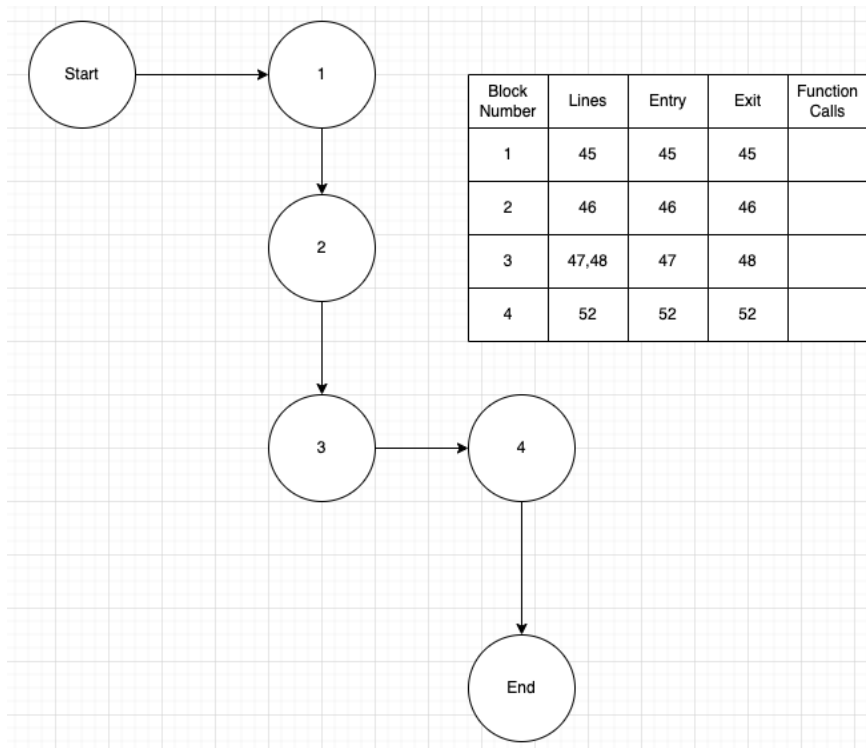 Start
1
2
3
4
End
Block Number
Lines
Entry
Exit
Function Calls
1 45 45 45
2 46 46 46
3 47,48 47 48
4 52 52 52